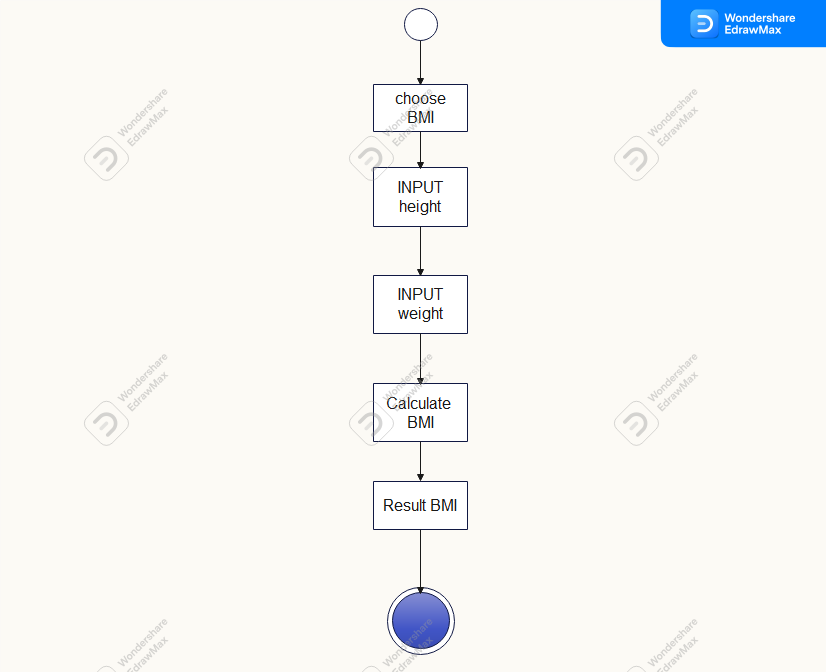 Wondershare
EdrawMax
choose
BMI
Wondershare
EdrawMax
Wondershare
EdrawMax
Wondershare
EdrawMax
INPUT
height
INPUT
weight
Wondershare
EdrawMax
Wondershare
EdrawMax
Wondershare
EdrawMax
Calculate
BMI
Result BMI
Wondershare
EdrawMax
Wondershare
EdrawMax
Wondershare
EdrawMax